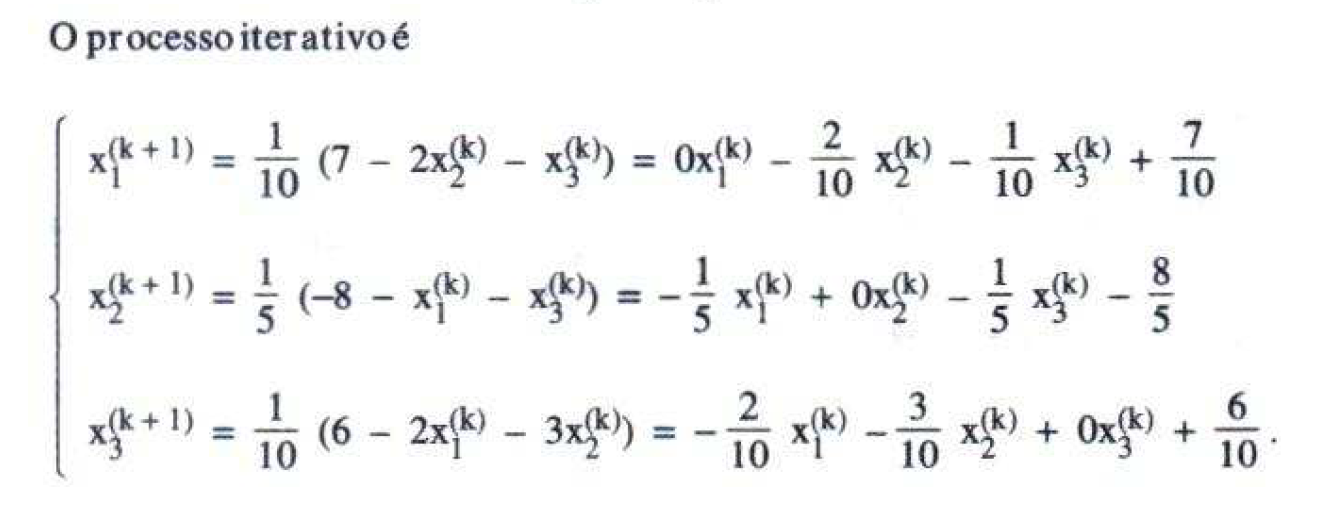 O processo iterativo é
x₁^(k + 1) = 1/10 (7 – 2x₂^(k) – x₃^(k)) = 0x₁^(k) – 2/10 x₂^(k) – 1/10 x₃^(k) + 7/10
x₂^(k + 1) = 1/5 (–8 – x₁^(k) – x₃^(k)) = – 1/5 x₁^(k) + 0x₂^(k) – 1/5 x₃^(k) – 8/5
x₃^(k + 1) = 1/10 (6 – 2x₁^(k) – 3x₂^(k)) = – 2/10 x₁^(k) – 3/10 x₂^(k) + 0x₃^(k) + 6/10 .